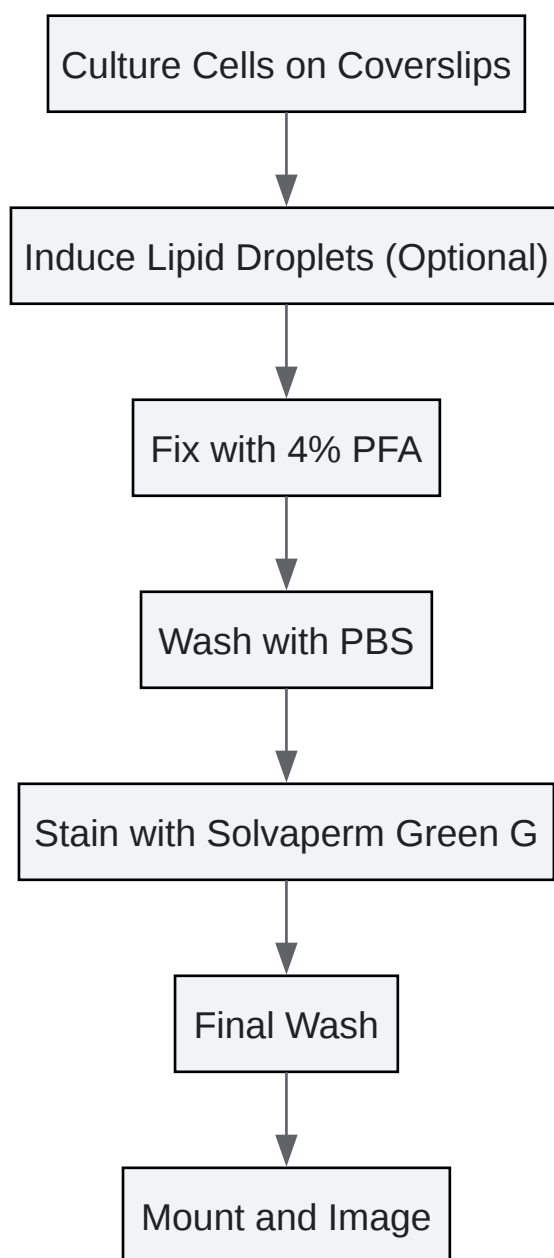 Culture Cells on Coverslips
Induce Lipid Droplets (Optional)
Fix with 4% PFA
Wash with PBS
Stain with Solvaperm Green G
Final Wash
Mount and Image